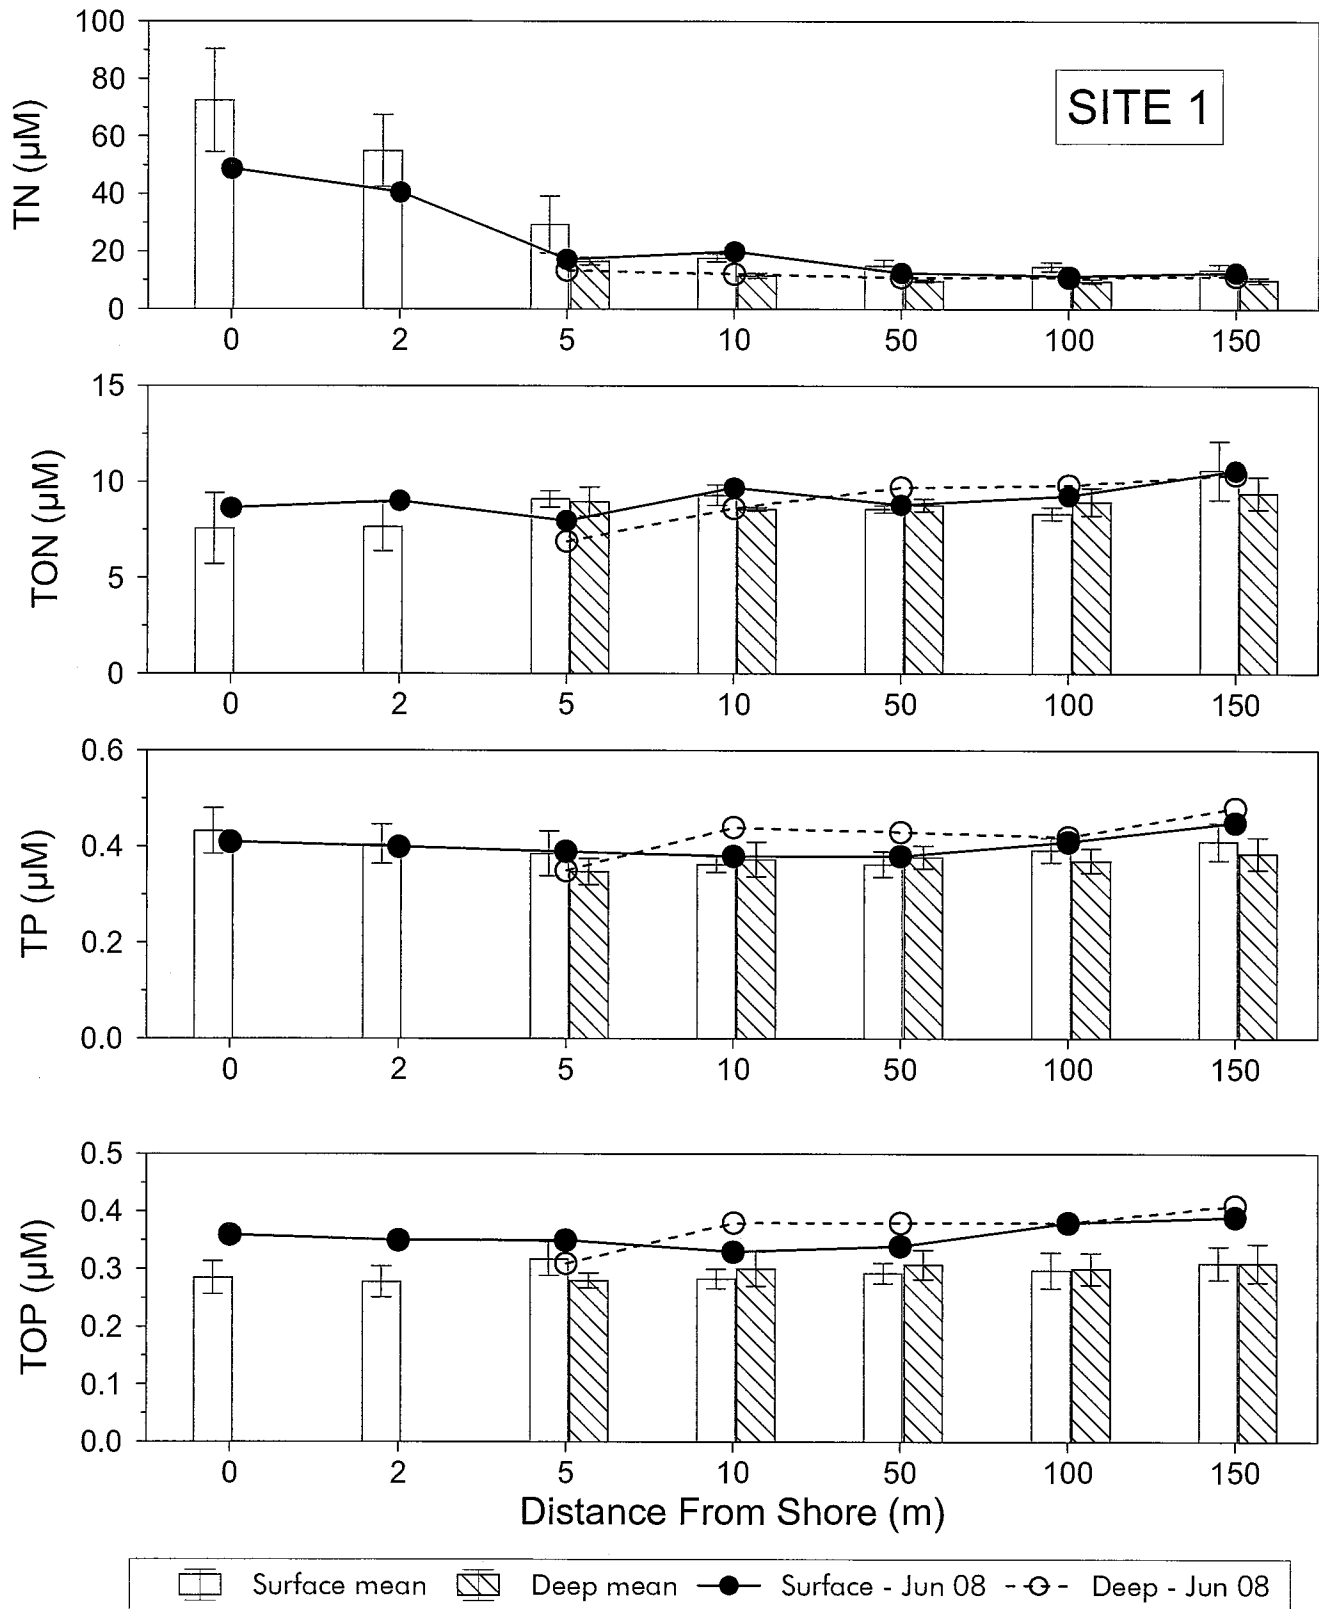 SITE 1
TN (µM)
100
80
60
40
20
0
0 2 5 10 50 100 150
TON (µM)
15
10
5
0
0 2 5 10 50 100 150
TP (µM)
0.6
0.4
0.2
0.0
0 2 5 10 50 100 150
TOP (µM)
0.5
0.4
0.3
0.2
0.1
0.0
0 2 5 10 50 100 150
Distance From Shore (m)
Surface mean Deep mean Surface - Jun 08 Deep - Jun 08